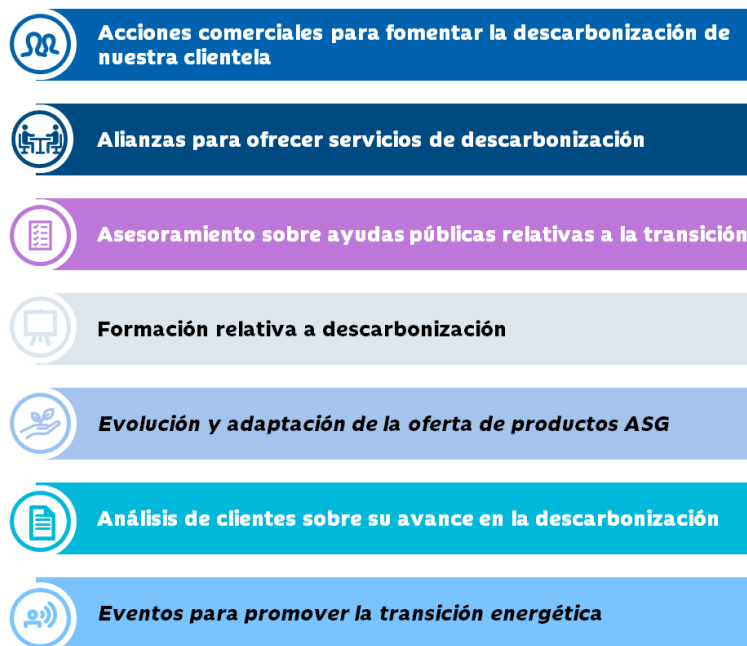 Acciones comerciales para fomentar la descarbonización de
nuestra clientela
Alianzas para ofrecer servicios de descarbonización
Asesoramiento sobre ayudas públicas relativas a la transición
Formación relativa a descarbonización
Evolución y adaptación de la oferta de productos ASG
Análisis de clientes sobre su avance en la descarbonización
Eventos para promover la transición energética